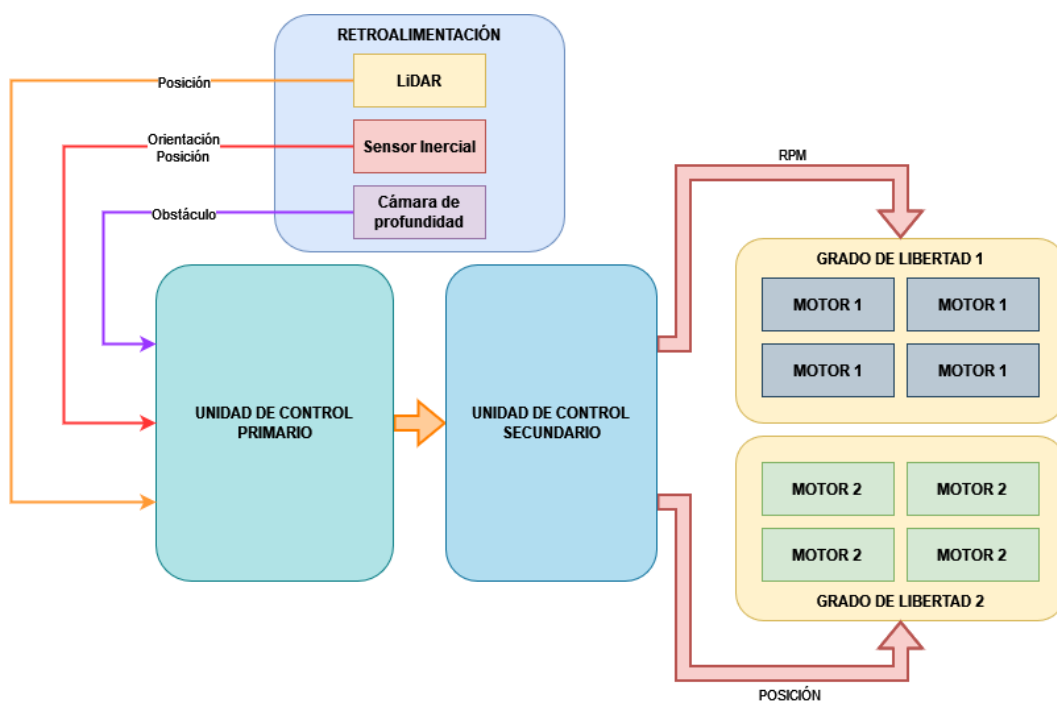 RETROALIMENTACIÓN
LiDAR
Posición
Sensor Inercial
Orientación
Posición
Cámara de
profundidad
Obstáculo
UNIDAD DE CONTROL
PRIMARIO
UNIDAD DE CONTROL
SECUNDARIO
RPM
GRADO DE LIBERTAD 1
MOTOR 1
MOTOR 1
MOTOR 1
MOTOR 1
MOTOR 2
MOTOR 2
MOTOR 2
MOTOR 2
GRADO DE LIBERTAD 2
POSICIÓN